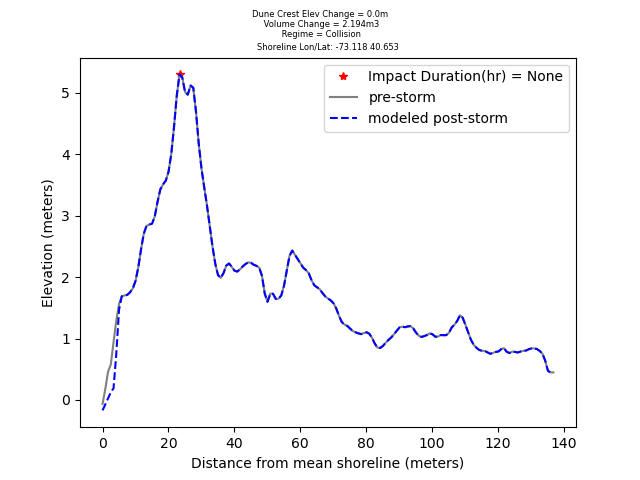 Dune Crest Elev Change = 0.0m
Volume Change = 2.194m3
Regime = Collision
Shoreline Lon/Lat: -73.118 40.653
Impact Duration(hr) = None
pre-storm
modeled post-storm
Elevation (meters)
5
4
3
2
1
0
0 20 40 60 80 100 120 140
Distance from mean shoreline (meters)